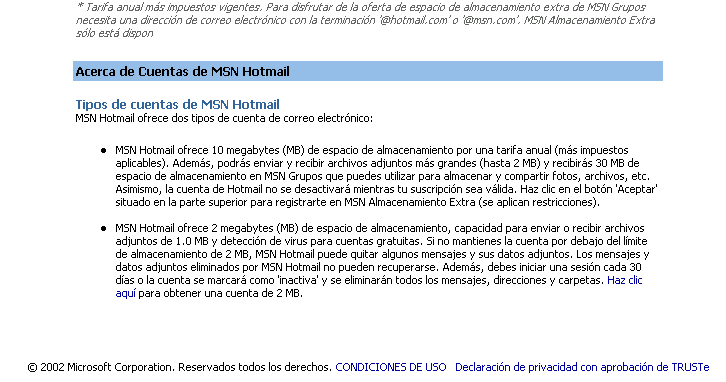 * Tarifa anual más impuestos vigentes. Para disfrutar de la oferta de espacio de almacenamiento extra de MSN Grupos
necesita una dirección de correo electrónico con la terminación '@hotmail.com' o '@msn.com'. MSN Almacenamiento Extra
sólo está dispon
Acerca de Cuentas de MSN Hotmail
Tipos de cuentas de MSN Hotmail
MSN Hotmail ofrece dos tipos de cuenta de correo electrónico:
• MSN Hotmail ofrece 10 megabytes (MB) de espacio de almacenamiento por una tarifa anual (más impuestos
aplicables). Además, podrás enviar y recibir archivos adjuntos más grandes (hasta 2 MB) y recibirás 30 MB de
espacio de almacenamiento en MSN Grupos que puedes utilizar para almacenar y compartir fotos, archivos, etc.
Asimismo, la cuenta de Hotmail no se desactivará mientras tu suscripción sea válida. Haz clic en el botón 'Aceptar'
situado en la parte superior para registrarte en MSN Almacenamiento Extra (se aplican restricciones).
• MSN Hotmail ofrece 2 megabytes (MB) de espacio de almacenamiento, capacidad para enviar o recibir archivos
adjuntos de 1.0 MB y detección de virus para cuentas gratuitas. Si no mantienes la cuenta por debajo del límite
de almacenamiento de 2 MB, MSN Hotmail puede quitar algunos mensajes y sus datos adjuntos. Los mensajes y
datos adjuntos eliminados por MSN Hotmail no pueden recuperarse. Además, debes iniciar una sesión cada 30
días o la cuenta se marcará como 'inactiva' y se eliminarán todos los mensajes, direcciones y carpetas. Haz clic
aquí para obtener una cuenta de 2 MB.
© 2002 Microsoft Corporation. Reservados todos los derechos. CONDICIONES DE USO Declaración de privacidad con aprobación de TRUSTe